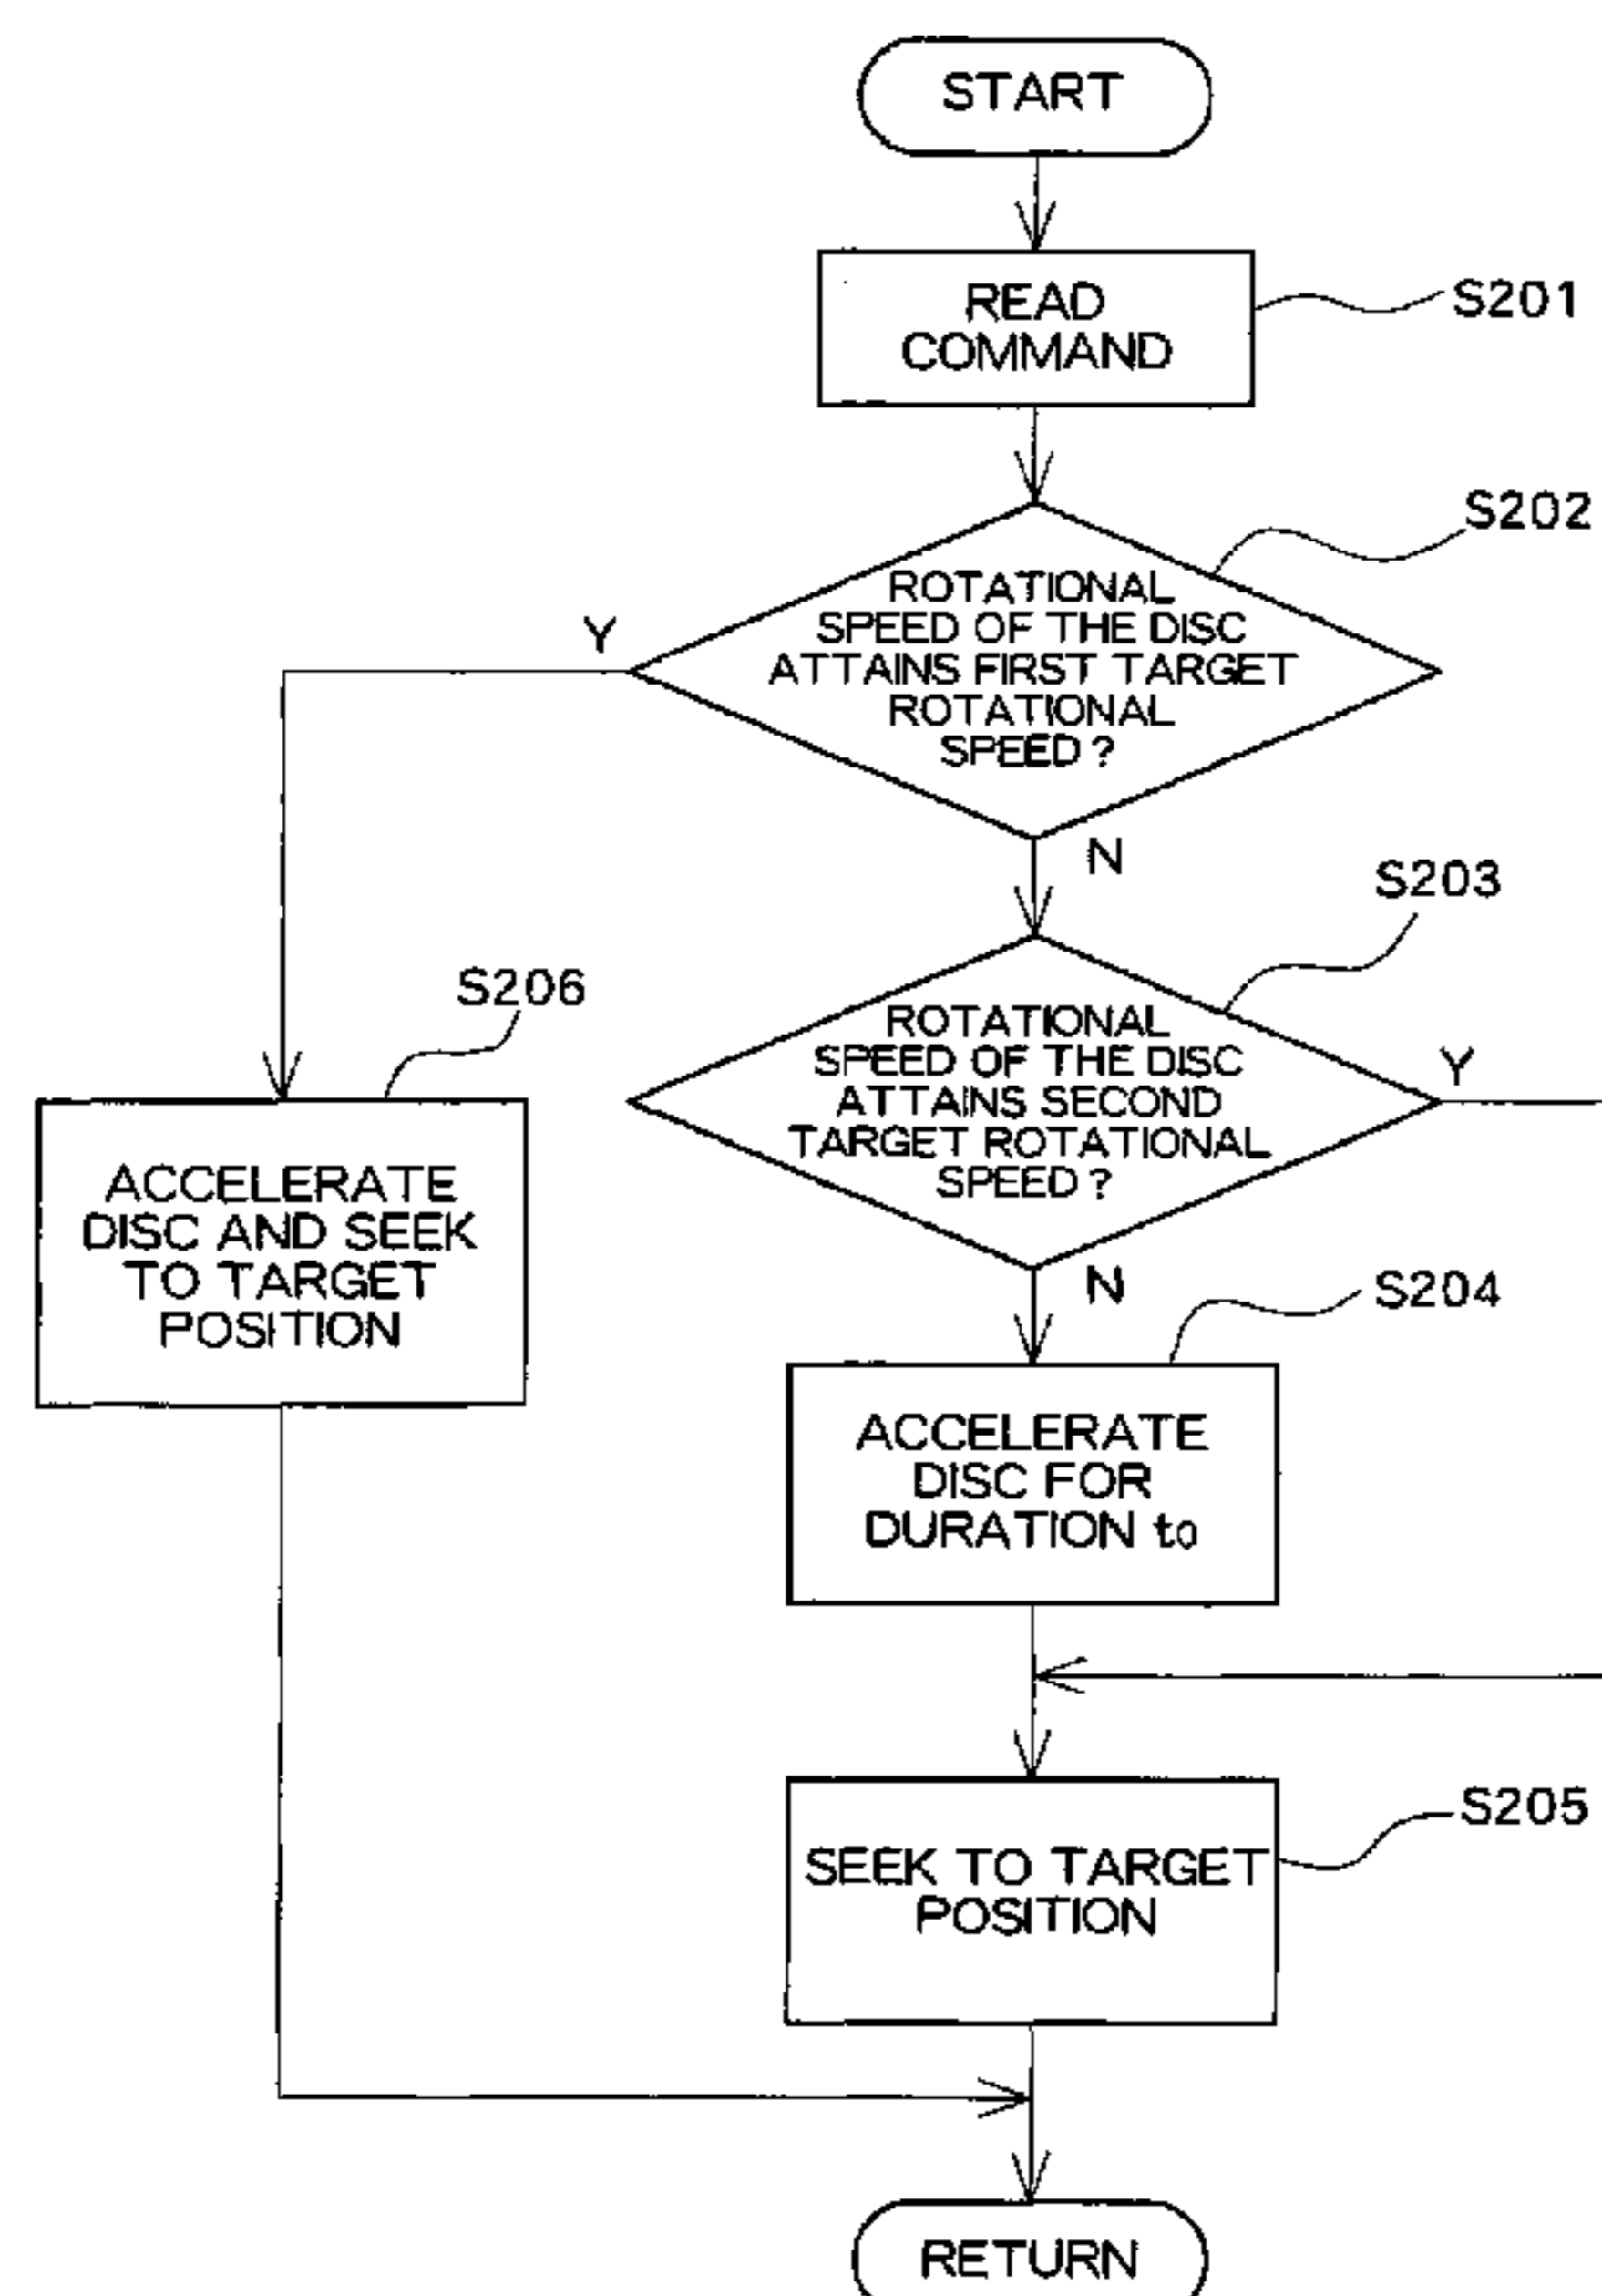 START
READ
COMMAND
S201
S202
ROTATIONAL
SPEED OF THE DISC
ATTAINS FIRST TARGET
ROTATIONAL
SPEED ?
Y
N
S203
ROTATIONAL
SPEED OF THE DISC
ATTAINS SECOND
TARGET ROTATIONAL
SPEED ?
Y
N
S206
ACCELERATE
DISC AND SEEK
TO TARGET
POSITION
S204
ACCELERATE
DISC FOR
DURATION to
S205
SEEK TO TARGET
POSITION
RETURN